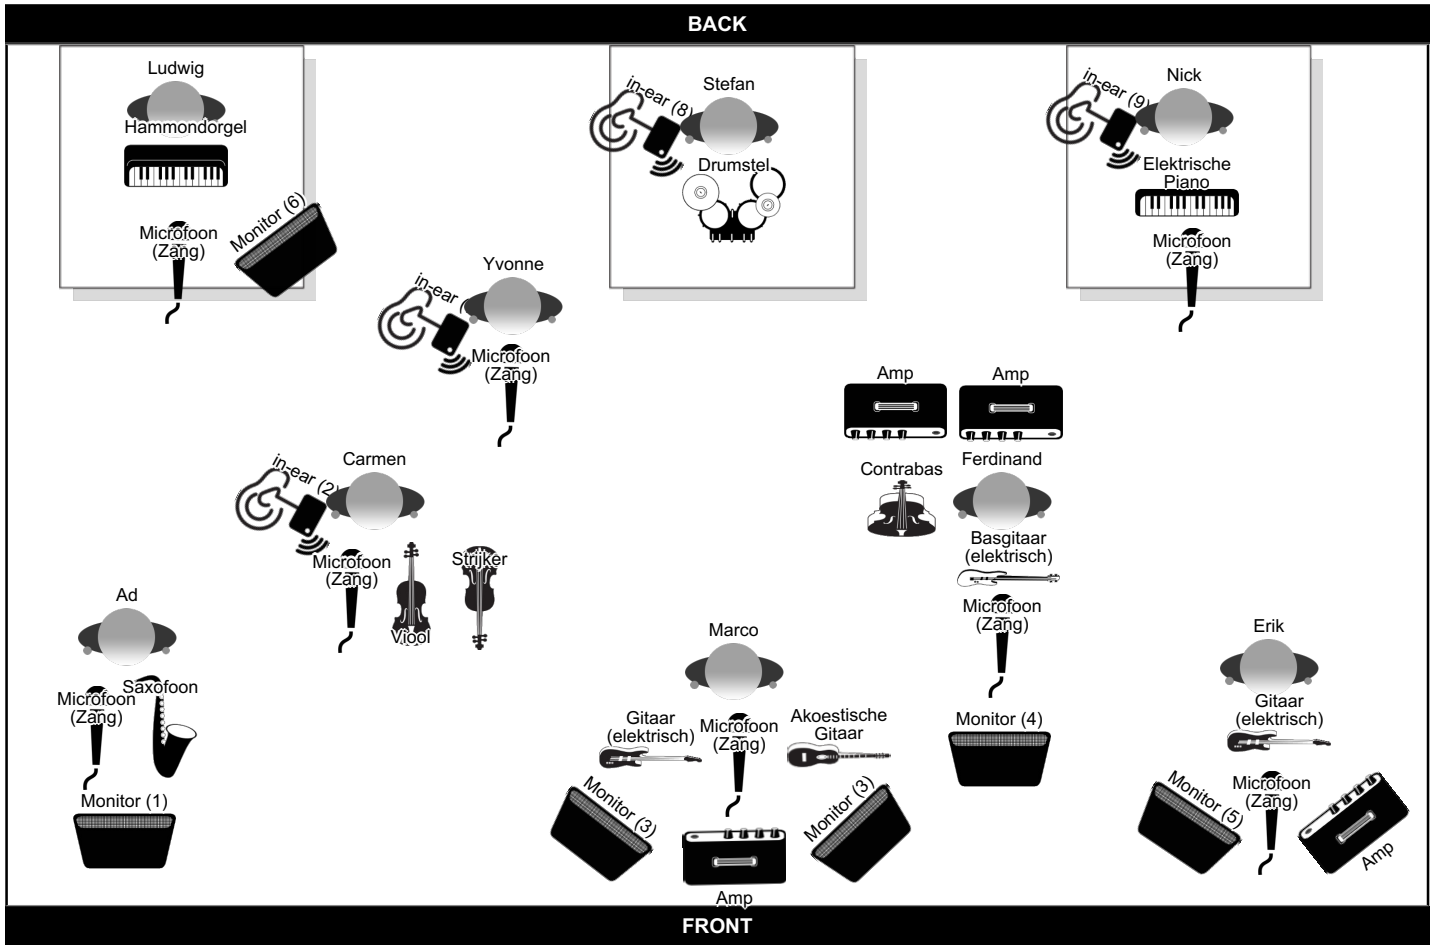 BACK
Ludwig
Hammondorgel
Microfoon
(Zang)
Monitor (6)
in-ear (8)
Stefan
Drumstel
in-ear (9)
Nick
Elektrische
Piano
Microfoon
(Zang)
in-ear (
Yvonne
Microfoon
(Zang)
Amp
Amp
in-ear (2)
Carmen
Microfoon
(Zang)
Viool
Strijker
Contrabas
Ferdinand
Basgitaar
(elektrisch)
Microfoon
(Zang)
Monitor (4)
Ad
Microfoon
(Zang)
Saxofoon
Monitor (1)
Marco
Gitaar
(elektrisch)
Microfoon
(Zang)
Akoestische
Gitaar
Monitor (3)
Monitor (3)
Amp
Erik
Gitaar
(elektrisch)
Microfoon
(Zang)
Monitor (5)
Amp
FRONT